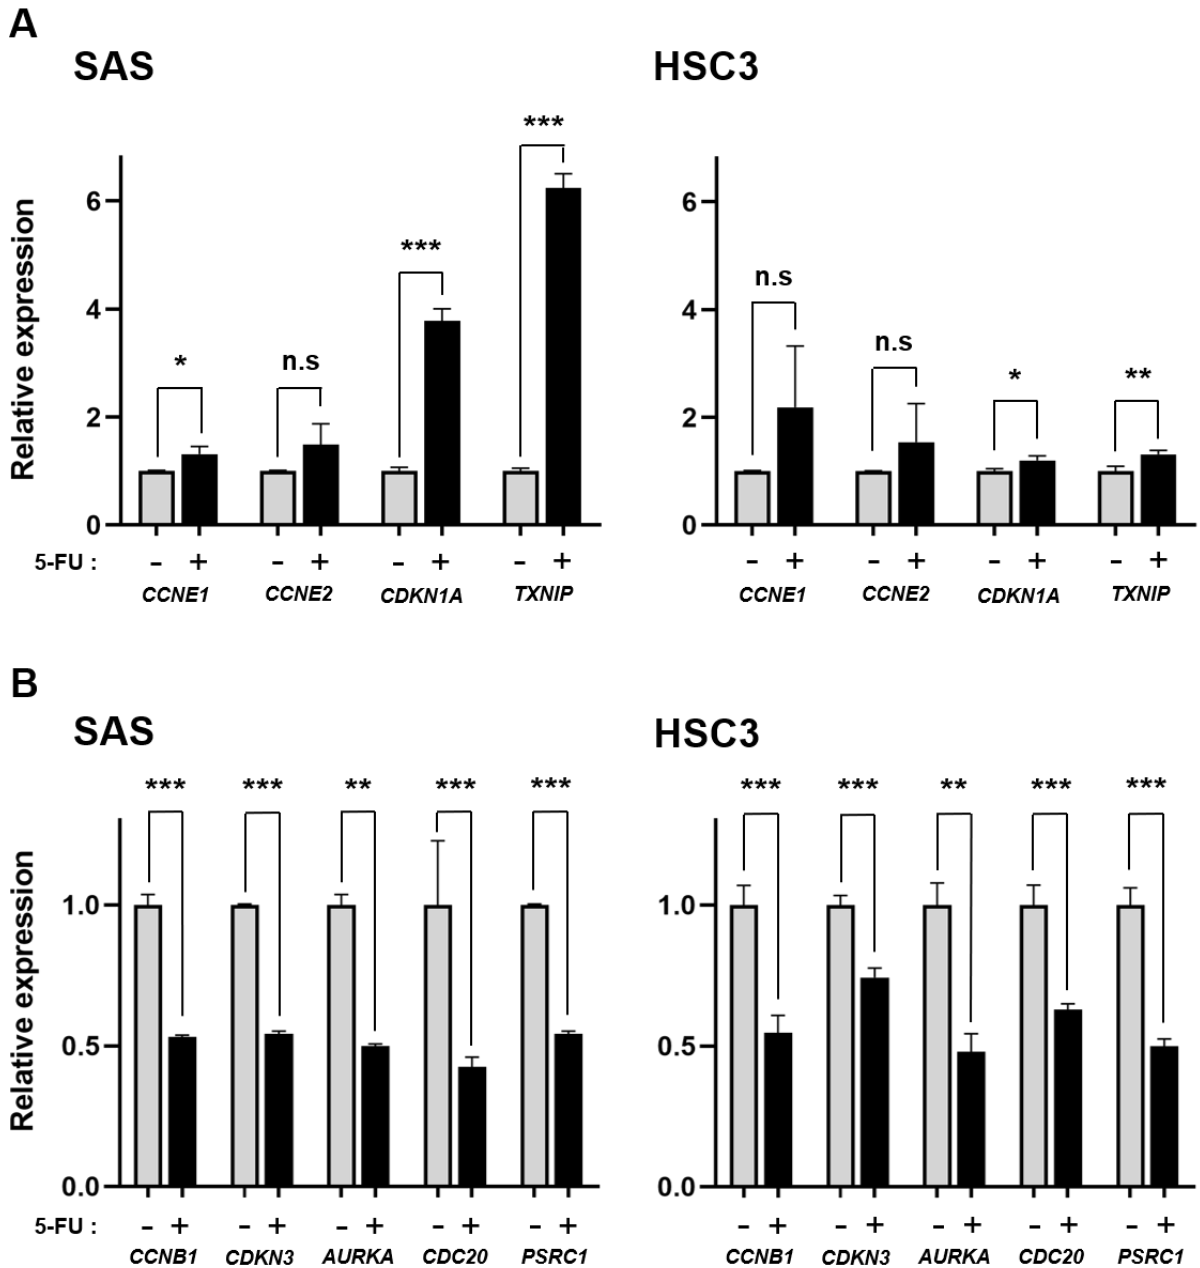 A
SAS
HSC3
Relative expression
6
4
2
0
*
n.s
***
***
5-FU : – + – + – + – +
CCNE1 CCNE2 CDKN1A TXNIP
6
4
2
0
n.s
n.s
*
**
– + – + – + – +
CCNE1 CCNE2 CDKN1A TXNIP
B
SAS
HSC3
Relative expression
1.0
0.5
0.0
*** *** ** *** ***
5-FU : – + – + – + – + – +
CCNB1 CDKN3 AURKA CDC20 PSRC1
1.0
0.5
0.0
*** *** ** *** ***
– + – + – + – + – +
CCNB1 CDKN3 AURKA CDC20 PSRC1